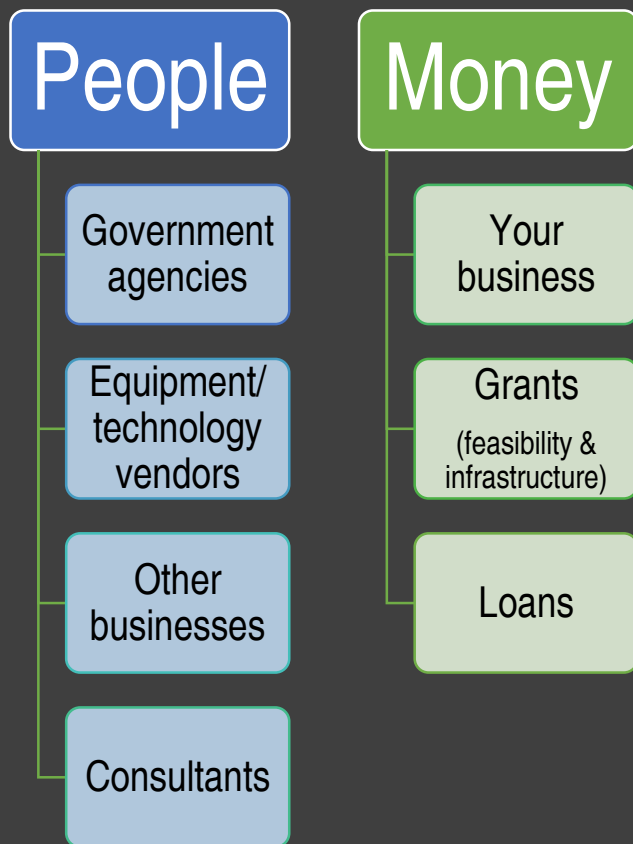 People
Government
agencies
Equipment/
technology
vendors
Other
businesses
Consultants
Money
Your
business
Grants
(feasibility &
infrastructure)
Loans